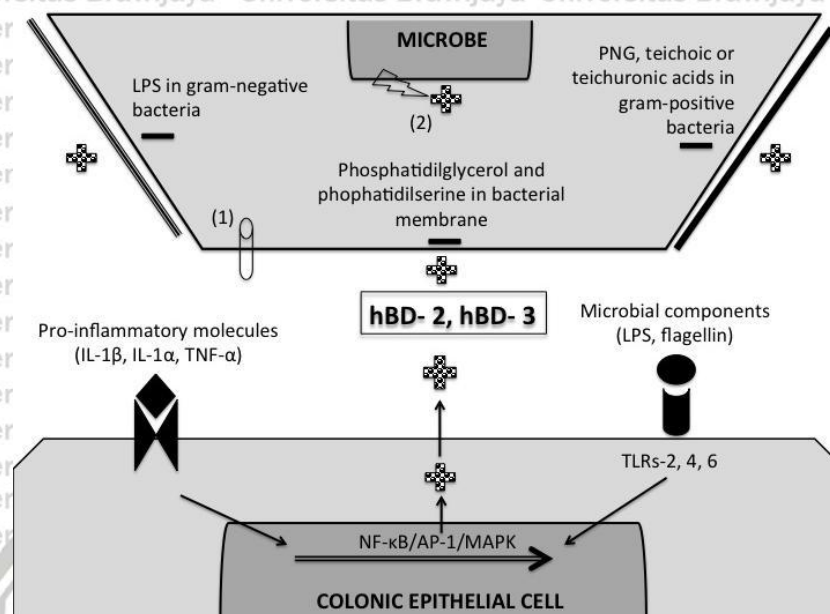 MICROBE
LPS in gram-negative
bacteria
(2)
PNG, teichoic or
teichuronic acids in
gram-positive
bacteria
Phosphatidilglycerol and
phophatidilserine in bacterial
membrane
(1)
hBD- 2, hBD- 3
Pro-inflammatory molecules
(IL-1β, IL-1α, TNF-α)
Microbial components
(LPS, flagellin)
TLRs-2, 4, 6
NF-κB/AP-1/MAPK
COLONIC EPITHELIAL CELL